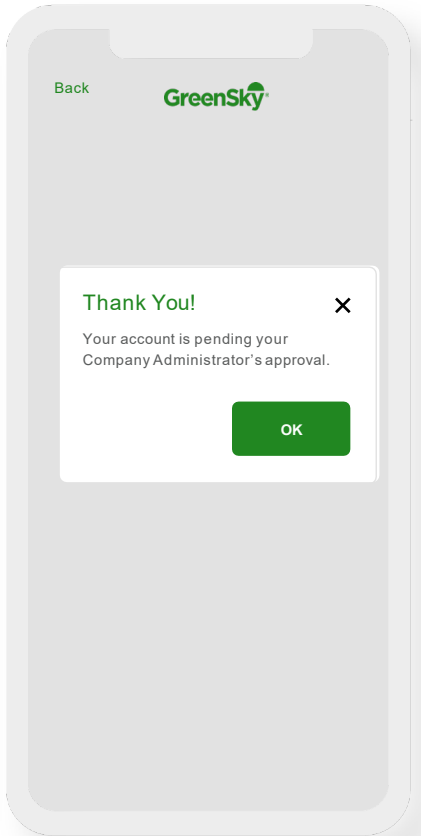 Back
GreenSky®
Thank You!
Your account is pending your
Company Administrator's approval.
OK